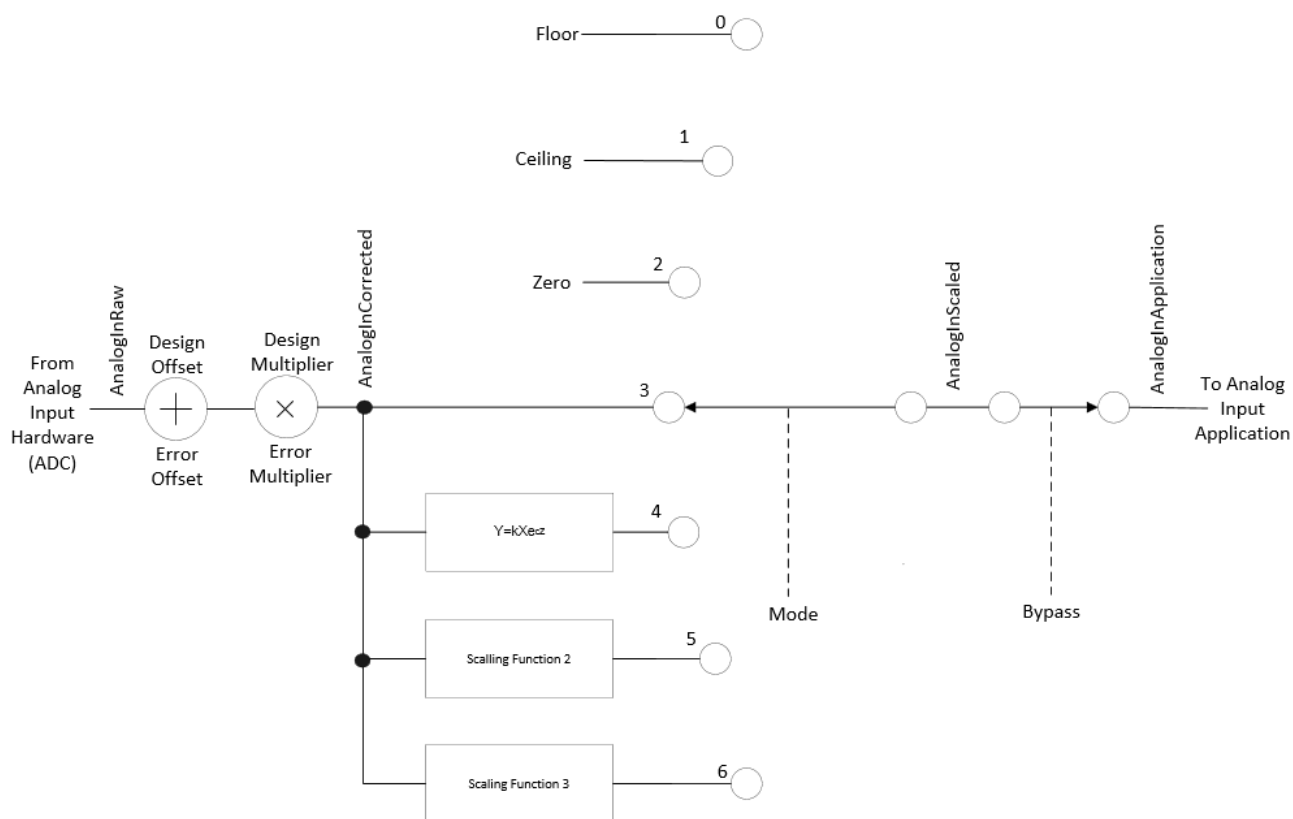 0
Floor
1
Ceiling
2
Zero
AnalogInRaw
AnalogInCorrected
AnalogInScaled
AnalogInApplication
From
Analog
Input
Hardware
(ADC)
Design
Offset
Error
Offset
Design
Multiplier
Error
Multiplier
3
To Analog
Input
Application
Y=kXecz
4
Mode
Bypass
Scalling Function 2
5
Scaling Function 3
6